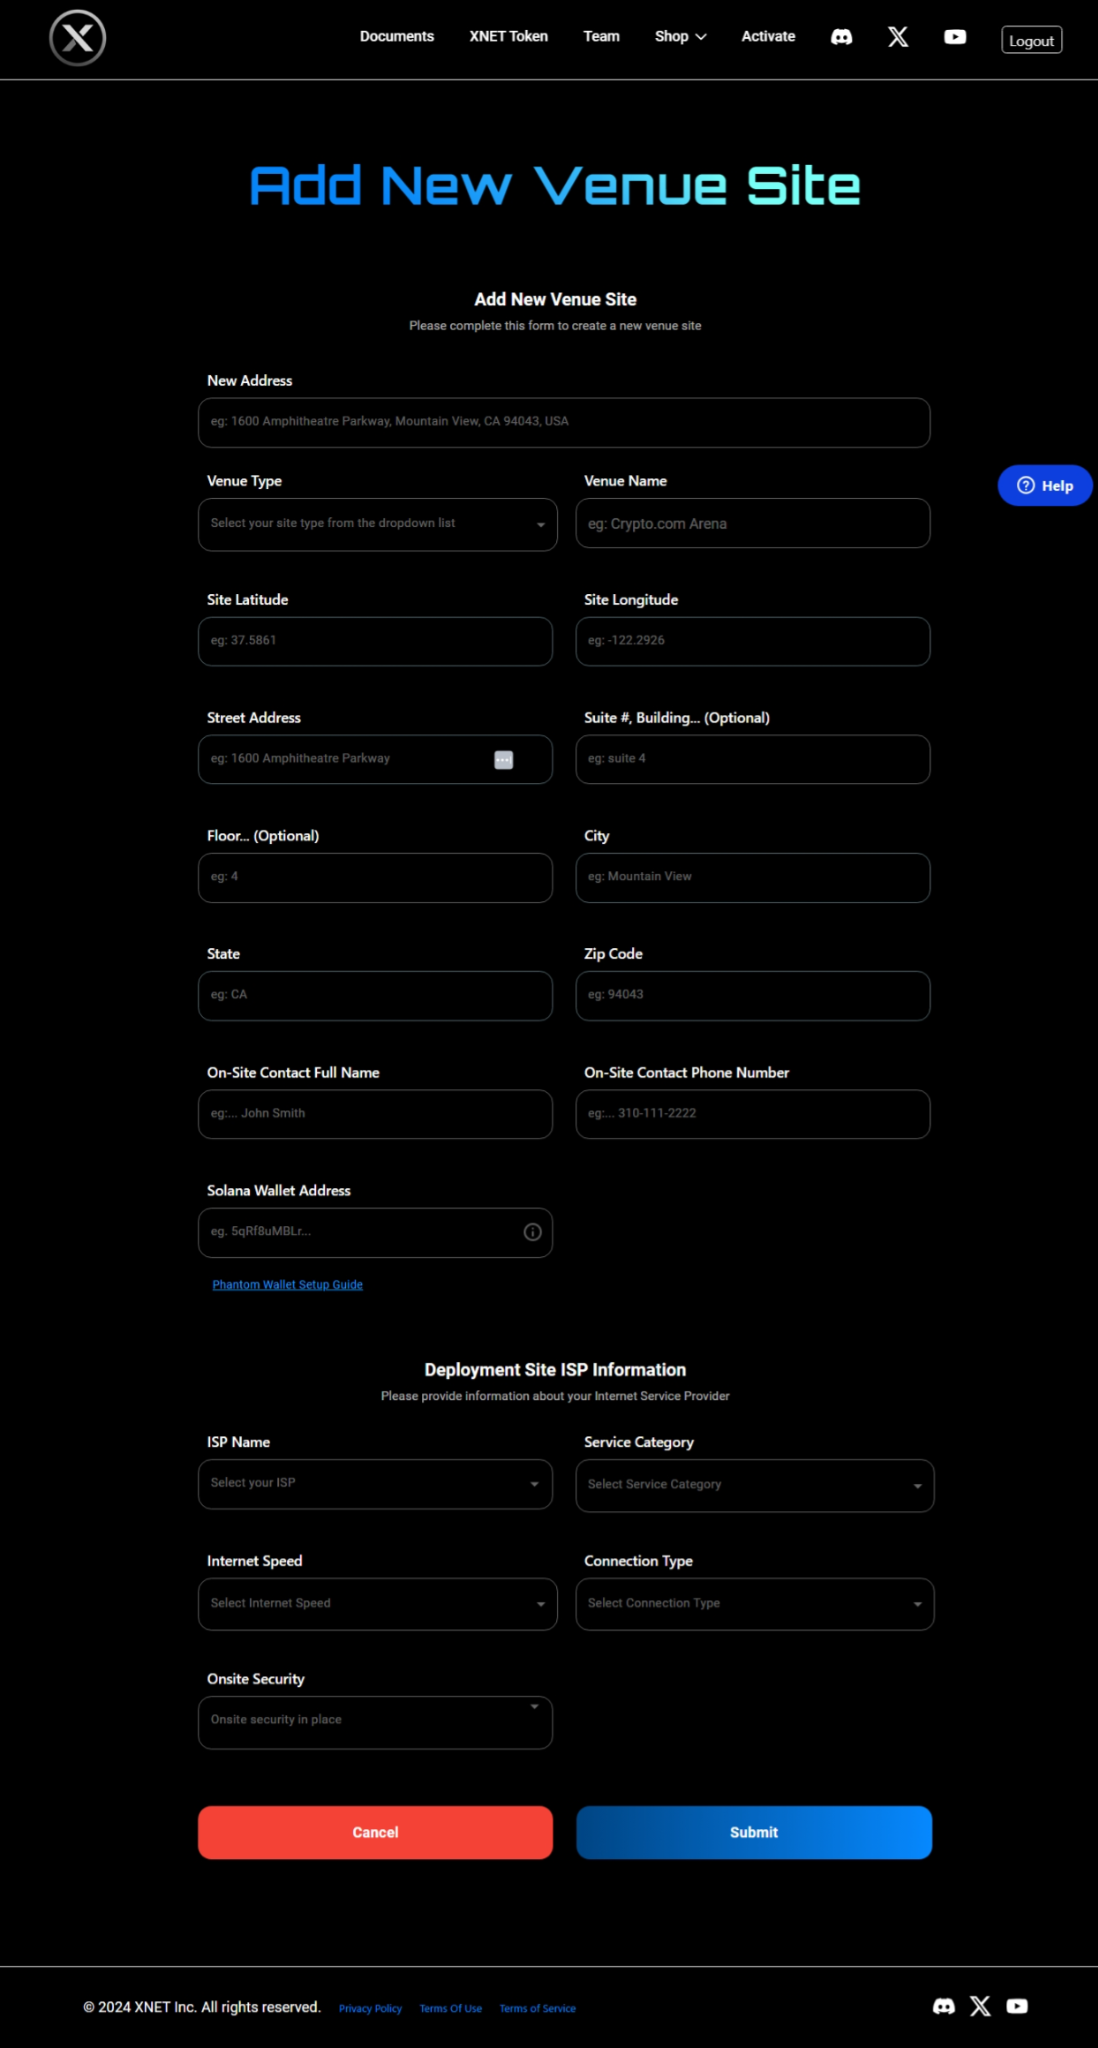 X
Documents XNET Token Team Shop Activate Logout
Add New Venue Site
Add New Venue Site
Please complete this form to create a new venue site
New Address
eg: 1600 Amphitheatre Parkway, Mountain View, CA 94043, USA
Help
Venue Type Venue Name
Select your site type from the dropdown list eg: Crypto.com Arena
Site Latitude Site Longitude
eg: 37.5861 eg: -122.2926
Street Address Suite #, Building... (Optional)
eg: 1600 Amphitheatre Parkway eg: suite 4
Floor... (Optional) City
eg: 4 eg: Mountain View
State Zip Code
eg: CA eg: 94043
On-Site Contact Full Name On-Site Contact Phone Number
eg:... John Smith eg:... 310-111-2222
Solana Wallet Address
eg. 5qRf8uMBLr...
Phantom Wallet Setup Guide
Deployment Site ISP Information
Please provide information about your Internet Service Provider
ISP Name Service Category
Select your ISP Select Service Category
Internet Speed Connection Type
Select Internet Speed Select Connection Type
Onsite Security
Onsite security in place
Cancel Submit
© 2024 XNET Inc. All rights reserved. Privacy Policy Terms Of Use Terms of Service